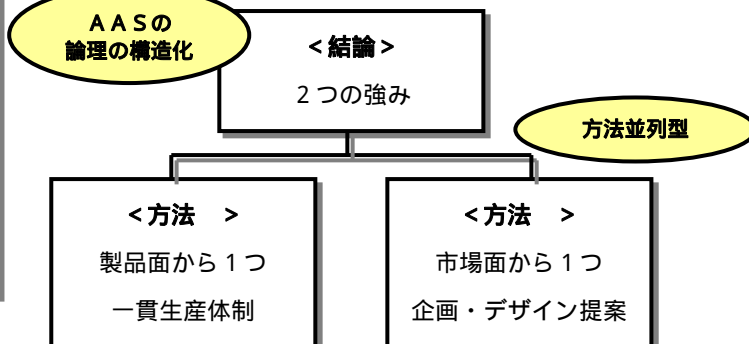 ＡＡＳの
論理の構造化
＜結論＞
２つの強み
方法並列型
＜方法　＞
製品面から１つ
一貫生産体制
＜方法　＞
市場面から１つ
企画・デザイン提案